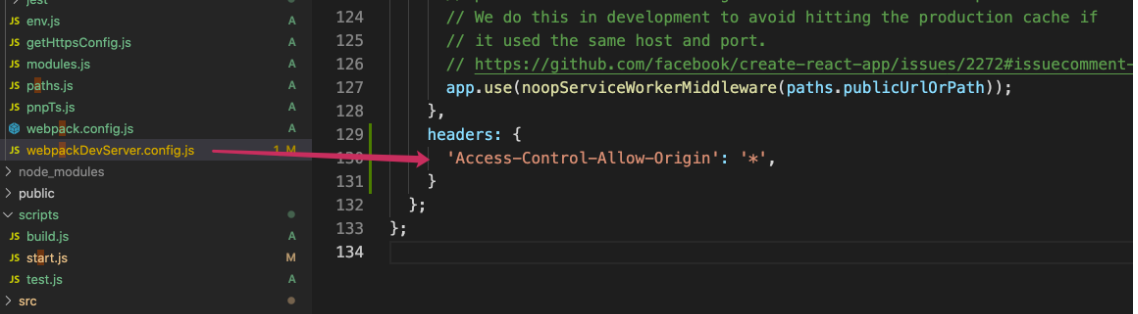 jest
JS env.js A
JS getHttpsConfig.js A
JS modules.js A
JS paths.js A
JS pnpTs.js A
webpack.config.js A
JS webpackDevServer.config.js 1 M
node_modules
public
scripts
JS build.js A
JS start.js M
JS test.js A
src
124 // We do this in development to avoid hitting the production cache if
125 // it used the same host and port.
126 // https://github.com/facebook/create-react-app/issues/2272#issuecomment-
127 app.use(noopServiceWorkerMiddleware(paths.publicUrlOrPath));
128 },
129 headers: {
130 'Access-Control-Allow-Origin': '*',
131 }
132 };
133 };
134